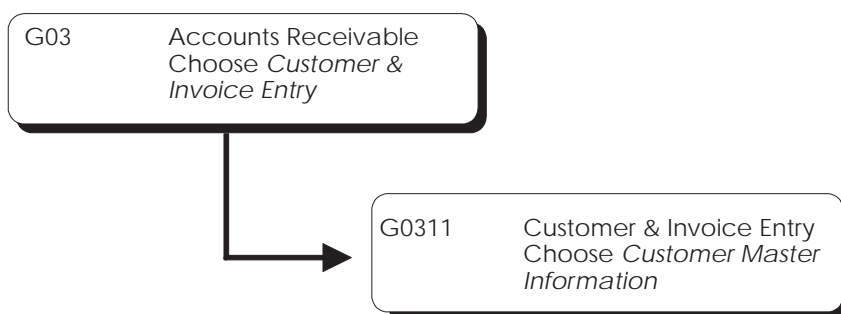 G03 Accounts Receivable
Choose Customer &
Invoice Entry
G0311 Customer & Invoice Entry
Choose Customer Master
Information